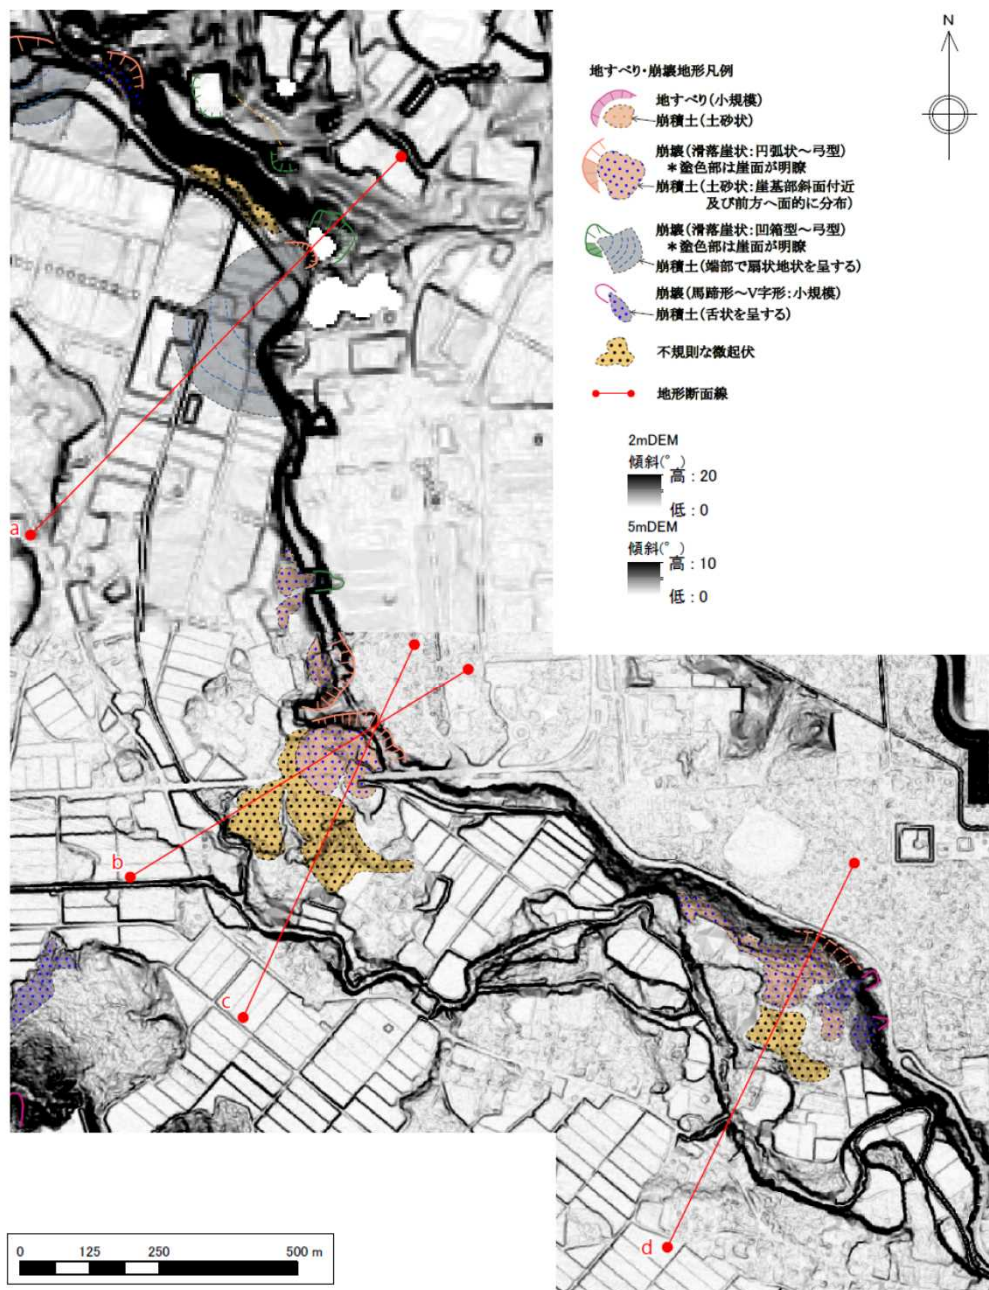 N
地すべり・崩壊地形凡例
地すべり(小規模)
崩積土(土砂状)
崩壊(滑落崖状:円弧状～弓型)
＊塗色部は崖面が明瞭
崩積土(土砂状:崖基部斜面付近
及び前方へ面的に分布)
崩壊(滑落崖状:凹箱型～弓型)
＊塗色部は崖面が明瞭
崩積土(端部で扇状地状を呈する)
崩壊(馬蹄形～V字形:小規模)
崩積土(舌状を呈する)
不規則な微起伏
地形断面線
2mDEM
傾斜(°)
高:20
低:0
5mDEM
傾斜(°)
高:10
低:0
a
b
c
d
0 125 250 500 m